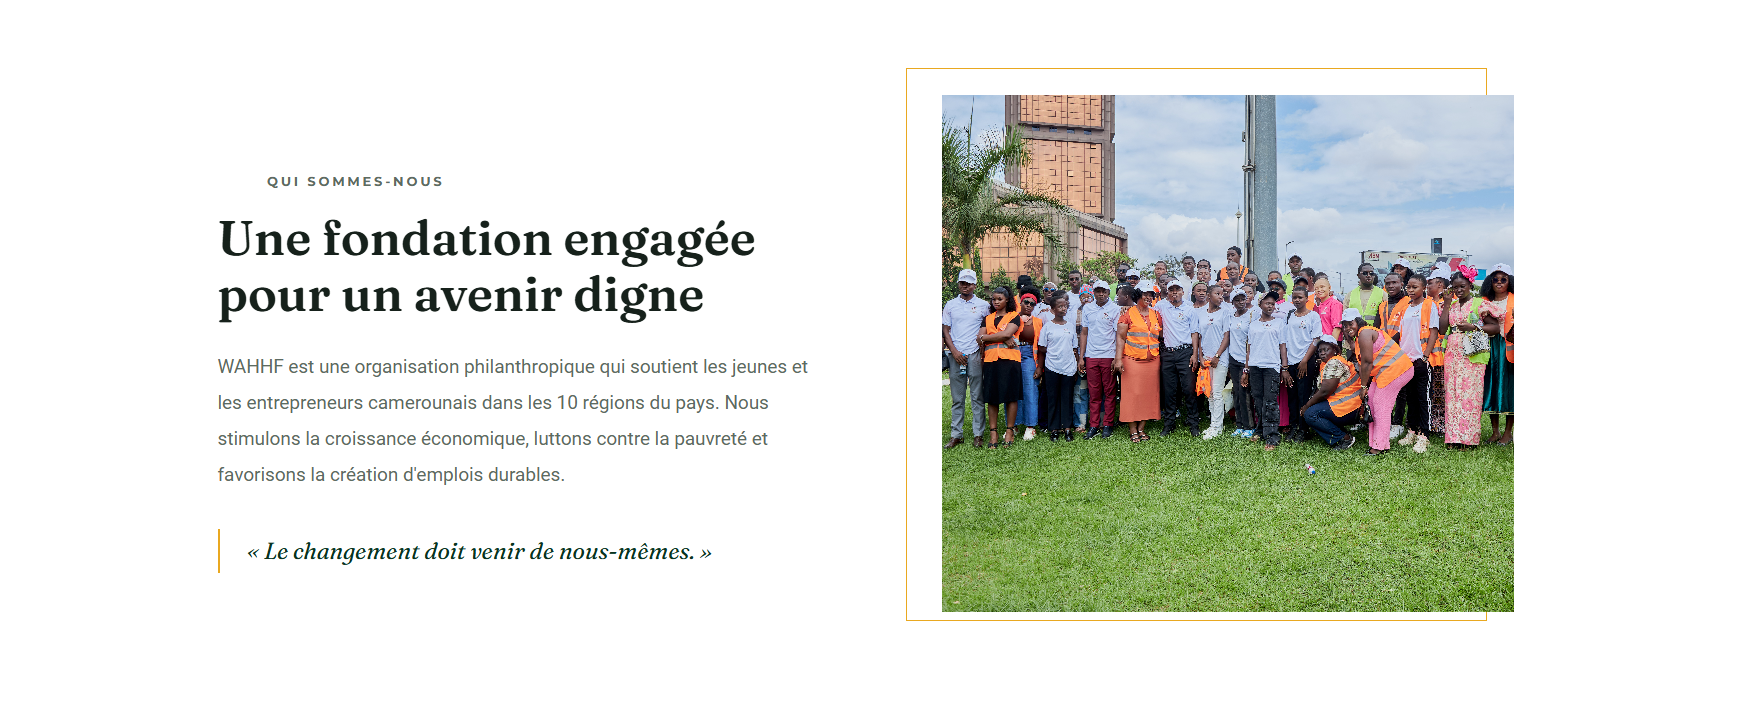 QUI SOMMES-NOUS
Une fondation engagée
pour un avenir digne
WAHHF est une organisation philanthropique qui soutient les jeunes et
les entrepreneurs camerounais dans les 10 régions du pays. Nous
stimulons la croissance économique, luttons contre la pauvreté et
favorisons la création d'emplois durables.
« Le changement doit venir de nous-mêmes. »